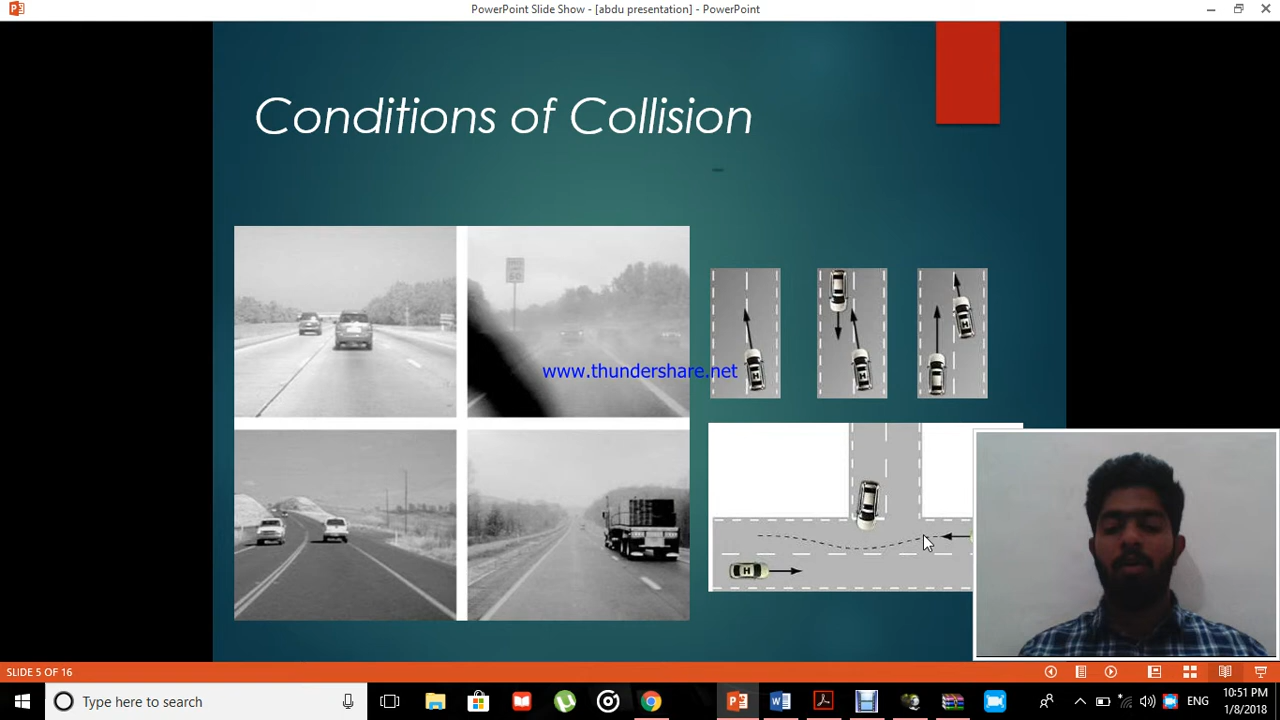 PowerPoint Slide Show - [abdu presentation] - PowerPoint
Conditions of Collision
60
www.thundershare.net
H
H
H
H
SLIDE 5 OF 16
Type here to search
ENG
10:51 PM
1/8/2018